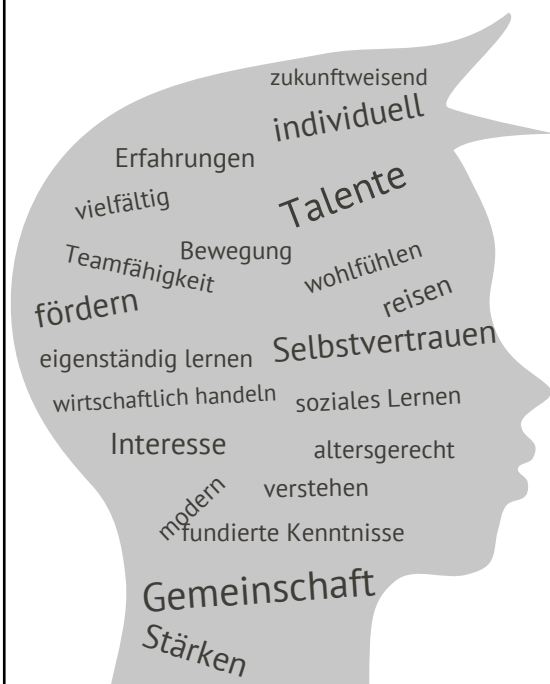 zukunftweisend
individuell
Erfahrungen
Talente
vielfältig
Bewegung
Teamfähigkeit
wohlfühlen
reisen
fördern
Selbstvertrauen
eigenständig lernen
wirtschaftlich handeln
soziales Lernen
Interesse
altersgerecht
verstehen
modern
fundierte Kenntnisse
Gemeinschaft
Stärken